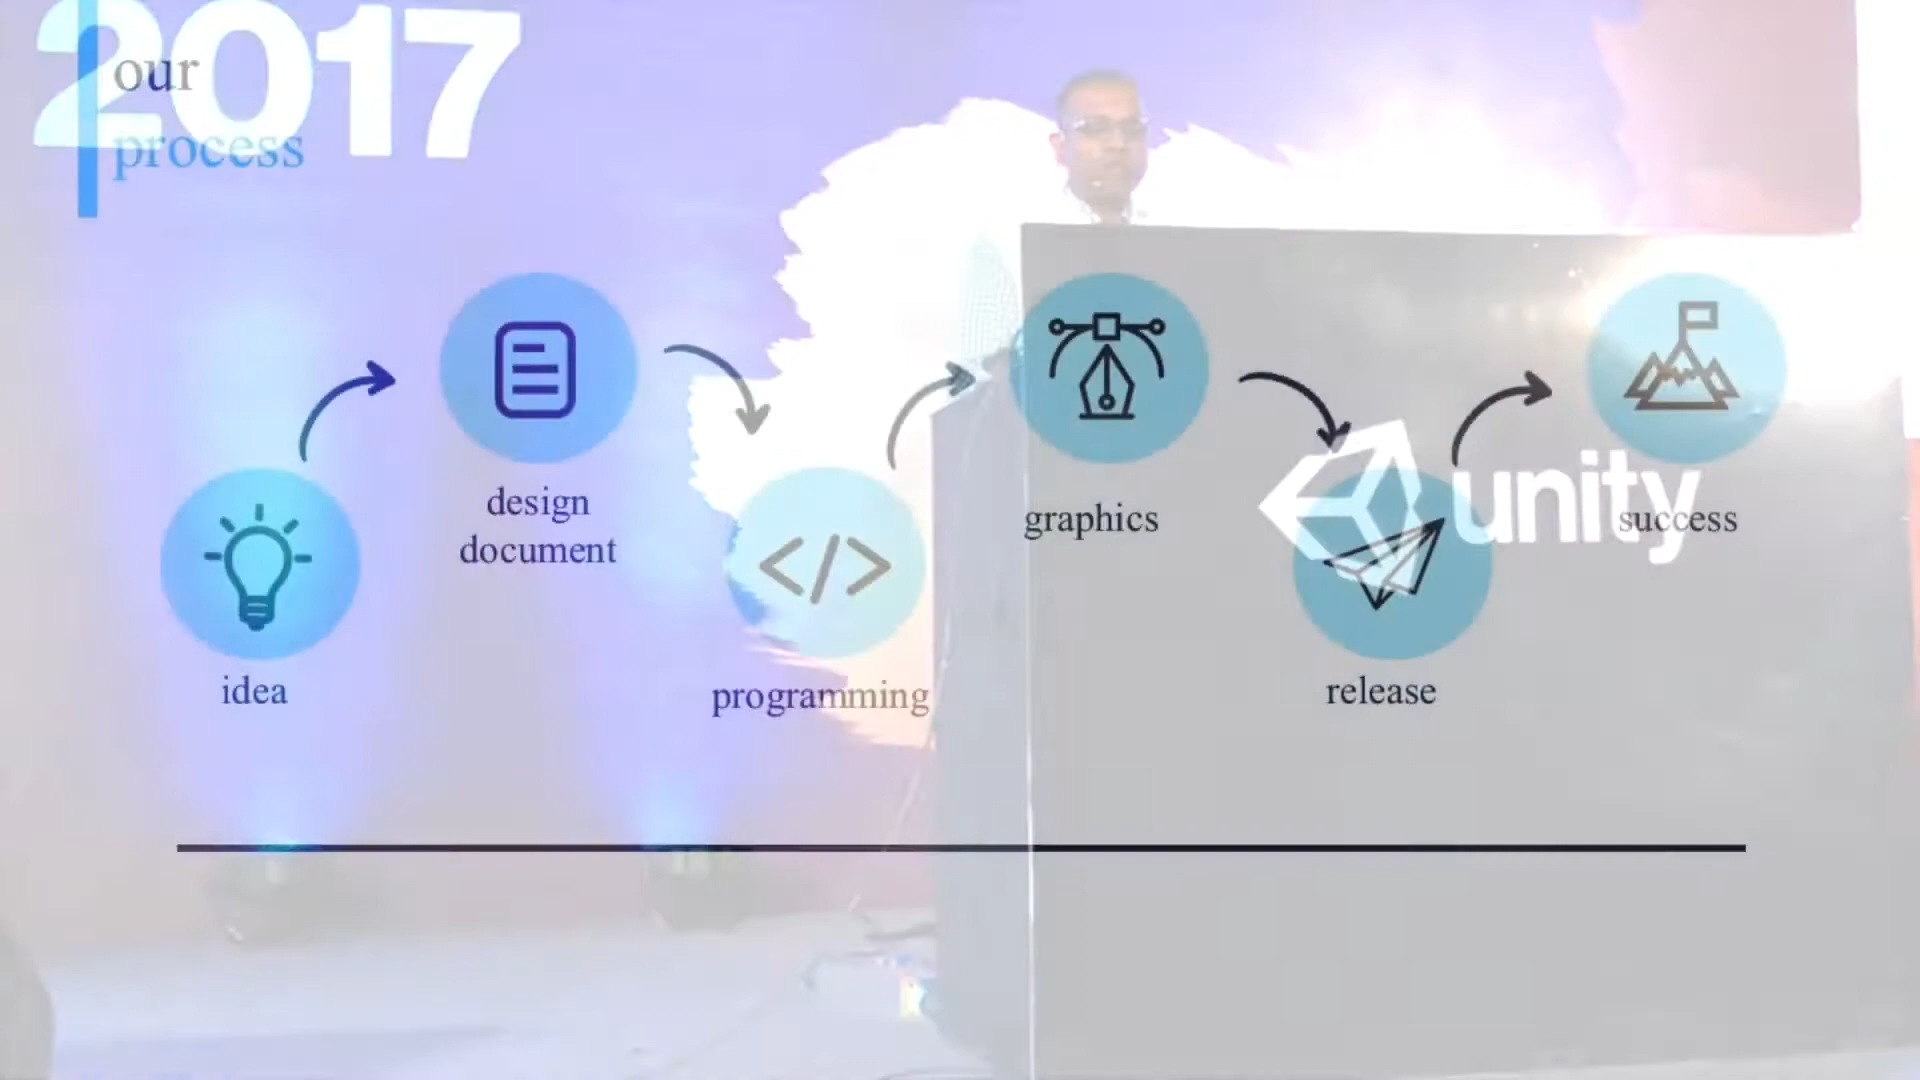 2017
our
process
design
document
graphics
unity
success
idea
programming
release